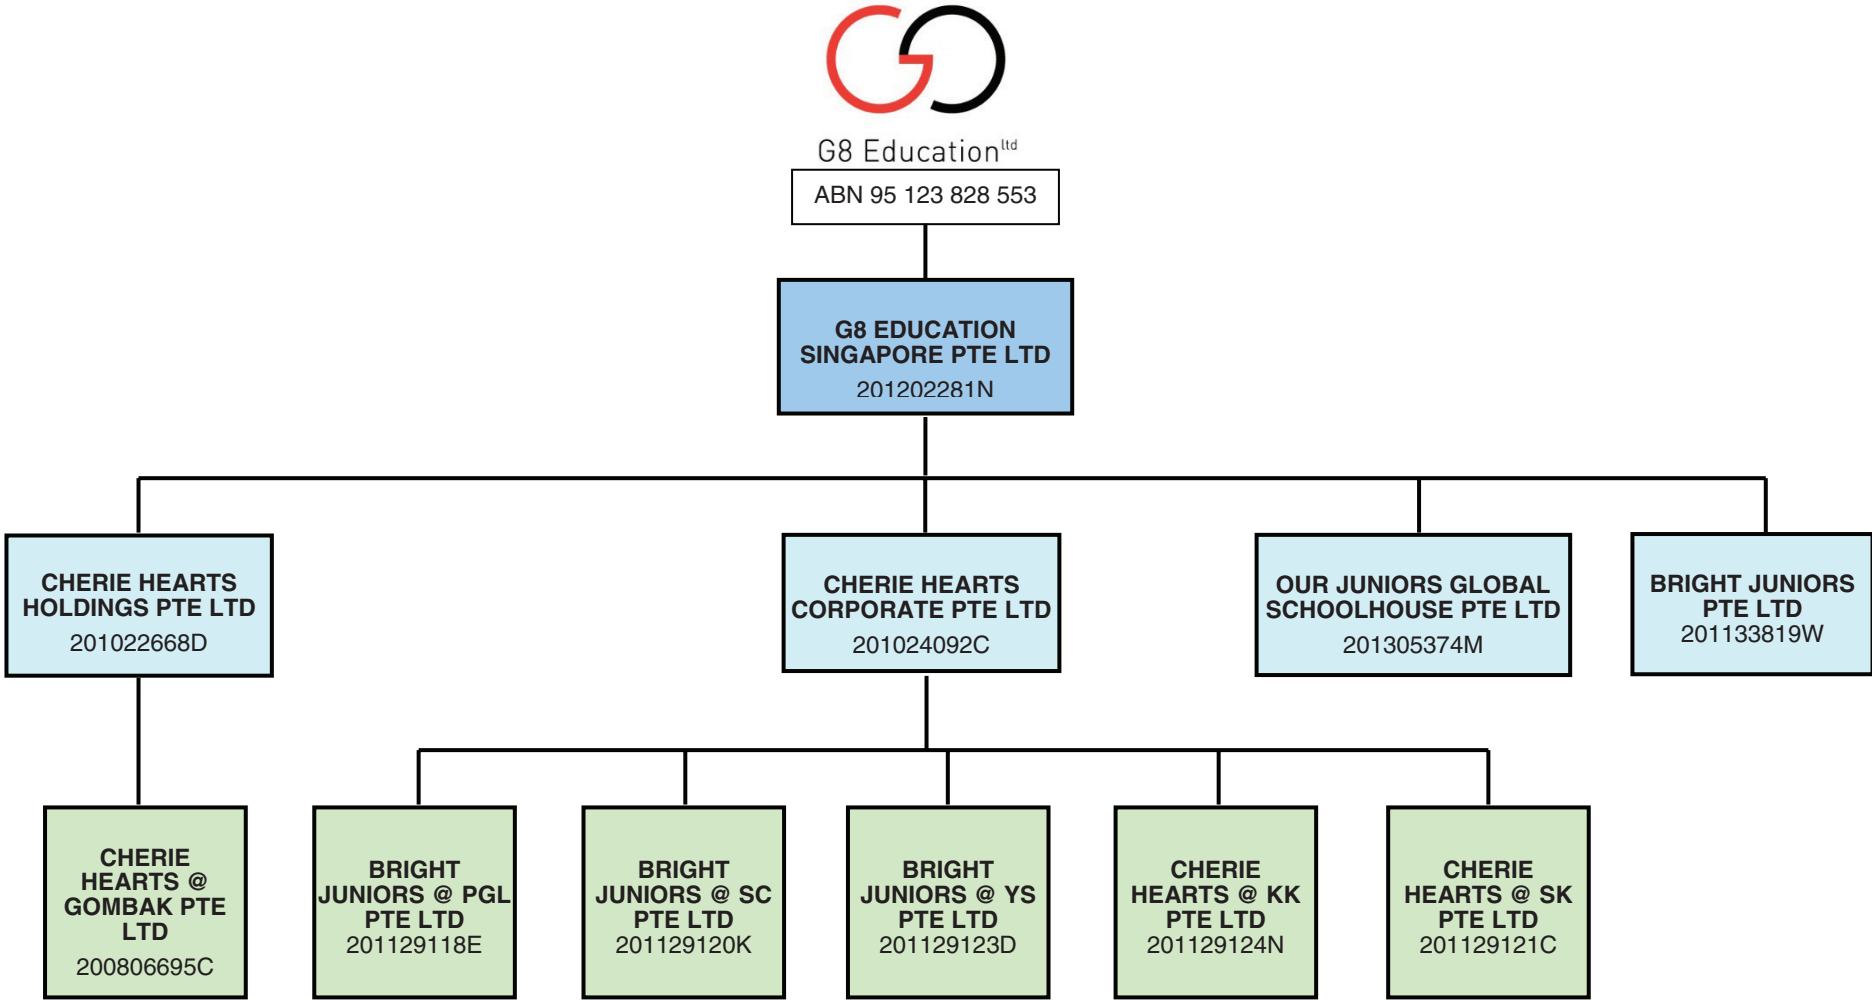 G8 Education ltd
ABN 95 123 828 553
G8 EDUCATION
SINGAPORE PTE LTD
201202281N
CHERIE HEARTS
HOLDINGS PTE LTD
201022668D
CHERIE HEARTS
CORPORATE PTE LTD
201024092C
OUR JUNIORS GLOBAL
SCHOOLHOUSE PTE LTD
201305374M
BRIGHT JUNIORS
PTE LTD
201133819W
CHERIE
HEARTS @
GOMBAK PTE
LTD
200806695C
BRIGHT
JUNIORS @ PGL
PTE LTD
201129118E
BRIGHT
JUNIORS @ SC
PTE LTD
201129120K
BRIGHT
JUNIORS @ YS
PTE LTD
201129123D
CHERIE
HEARTS @ KK
PTE LTD
201129124N
CHERIE
HEARTS @ SK
PTE LTD
201129121C